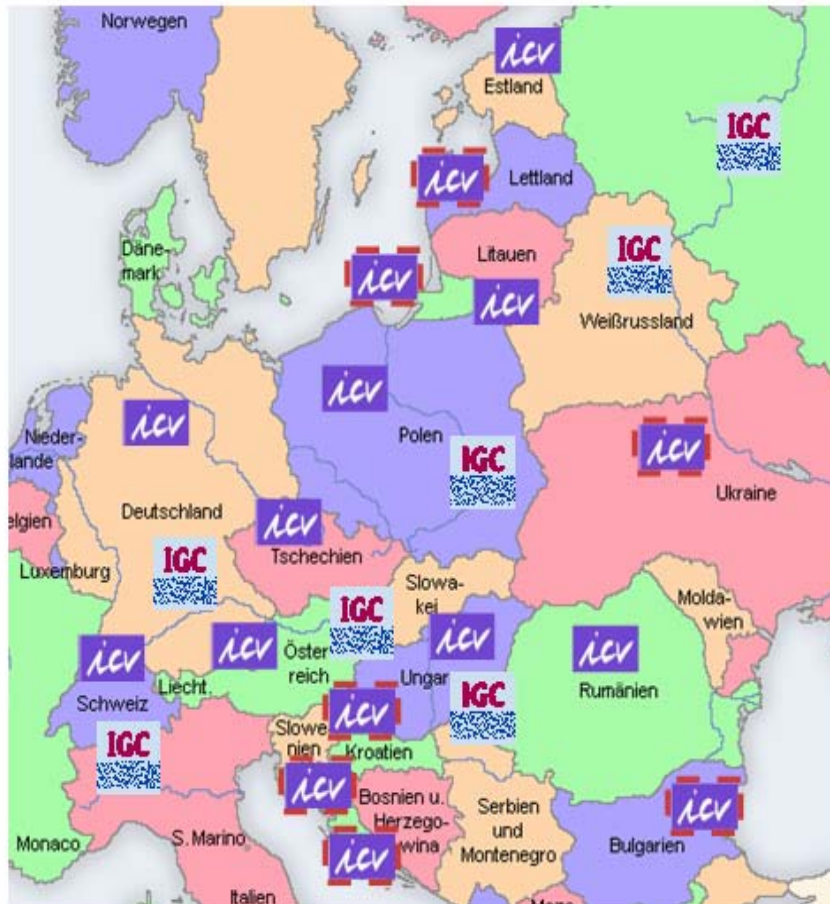 Norwegen
icv
Estland
IGC
icv
Lettland
Däne-
mark
Litauen
IGC
icv
icv
Weißrussland
icv
icv
Nieder-
lande
Polen
IGC
icv
Ukraine
elgien
Deutschland
icv
Tschechien
Luxemburg
IGC
Slowa-
kei
IGC
Molda-
wien
icv
icv
icv
icv
Öster
reich
Liecht.
Schweiz
Ungar
IGC
Rumänien
IGC
Slowe
nien
icv
Kroatien
icv
Bosnien u.
Herzego-
wina
Serbien
und
Montenegro
icv
Monaco
S. Marino
icv
Bulgarien
Italien